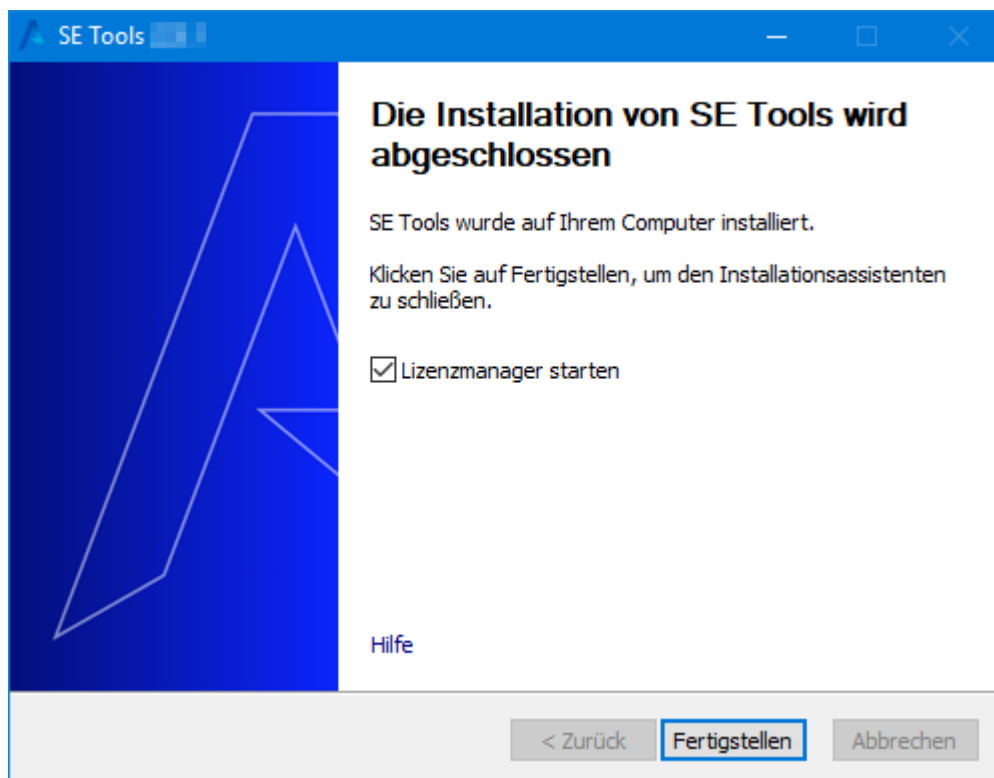 SE Tools
Die Installation von SE Tools wird
abgeschlossen
SE Tools wurde auf Ihrem Computer installiert.
Klicken Sie auf Fertigstellen, um den Installationsassistenten
zu schließen.
Lizenzmanager starten
Hilfe
< Zurück Fertigstellen Abbrechen